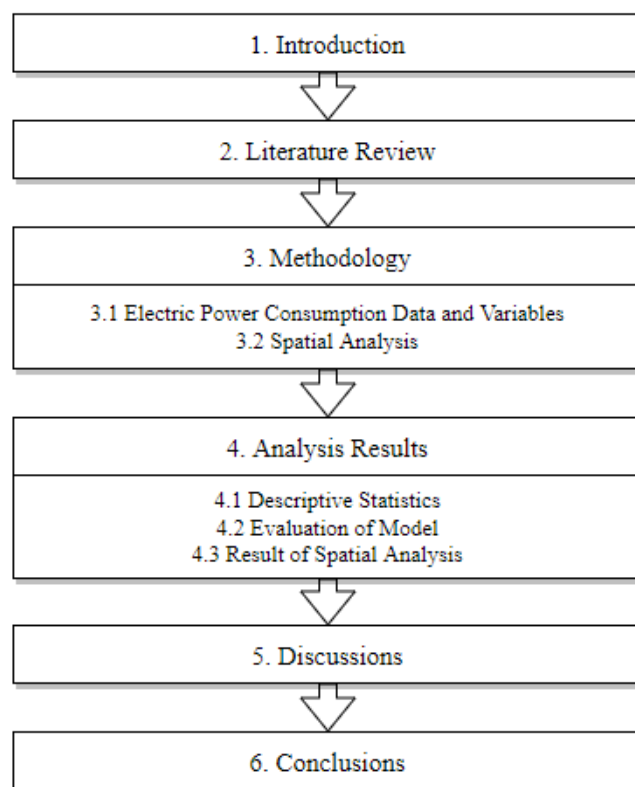 1. Introduction
2. Literature Review
3. Methodology
3.1 Electric Power Consumption Data and Variables
3.2 Spatial Analysis
4. Analysis Results
4.1 Descriptive Statistics
4.2 Evaluation of Model
4.3 Result of Spatial Analysis
5. Discussions
6. Conclusions